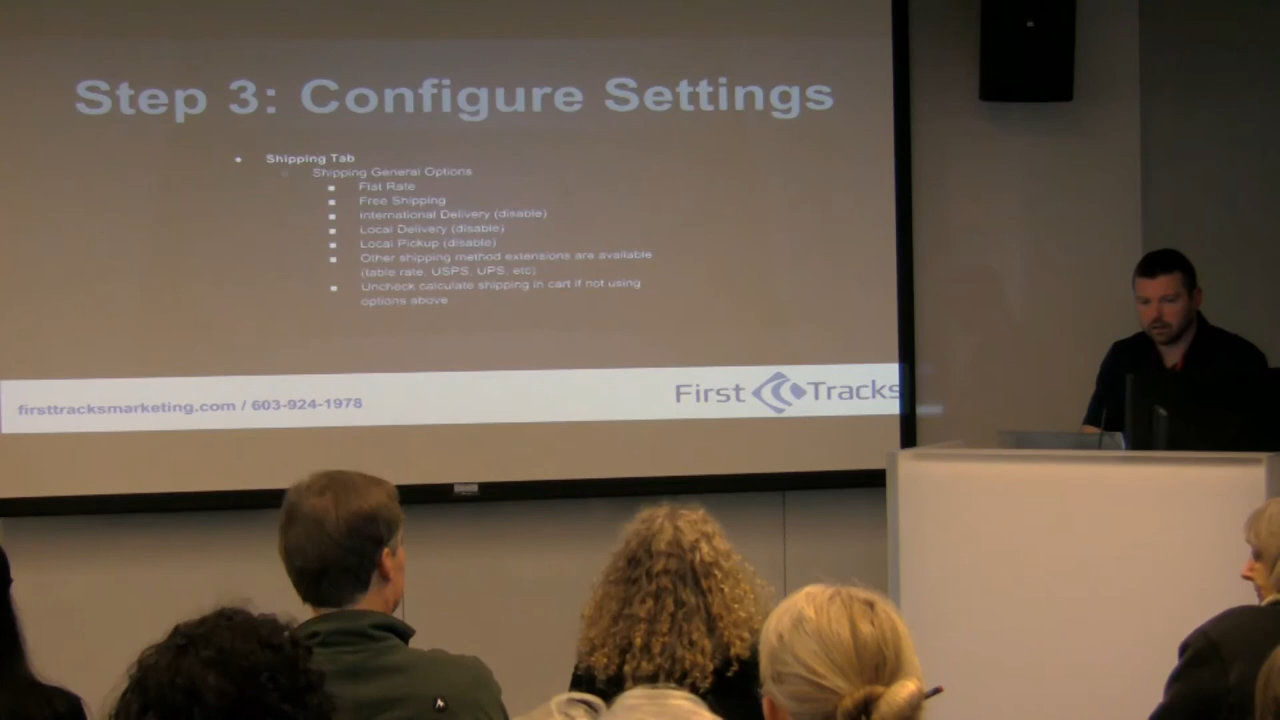 Step 3: Configure Settings
Shipping Tab
Shipping General Options
Flat Rate
Free Shipping
International Delivery (disable)
Local Delivery (disable)
Local Pickup (disable)
Other shipping method extensions are available
(table rate, USPS, UPS, etc)
Uncheck calculate shipping in cart if not using
options above
firsttracksmarketing.com / 603-924-1978
First Tracks